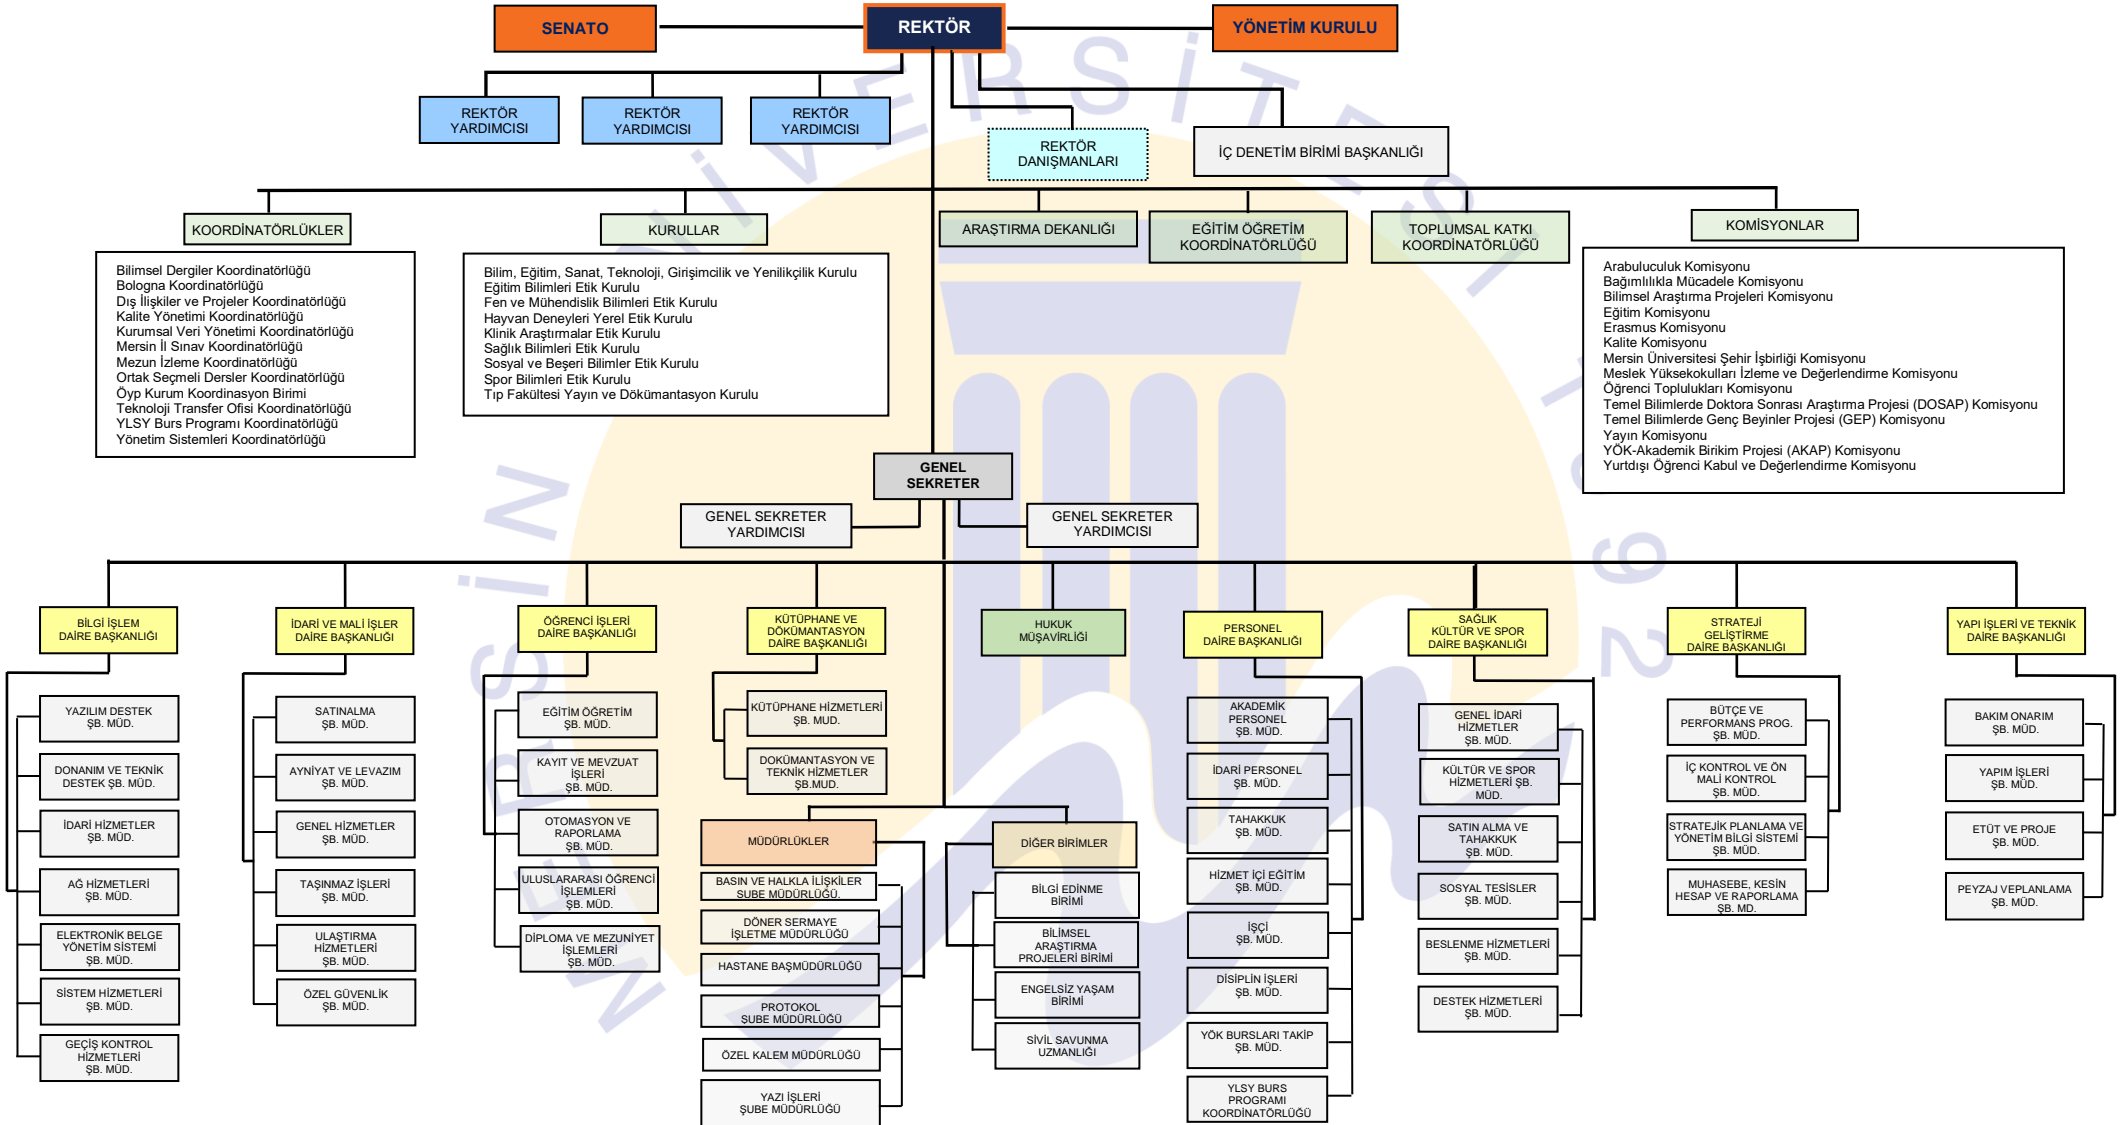 SENATO
REKTÖR
YÖNETİM KURULU
REKTÖR
YARDIMCISI
REKTÖR
YARDIMCISI
REKTÖR
YARDIMCISI
REKTÖR
DANIŞMANLARI
İÇ DENETİM BİRİMİ BAŞKANLIĞI
KOORDİNATÖRLÜKLER
KURULLAR
ARAŞTIRMA DEKANLIĞI
EĞİTİM ÖĞRETİM
KOORDİNATÖRLÜĞÜ
TOPLUMSAL KATKI
KOORDİNATÖRLÜĞÜ
KOMİSYONLAR
Bilimsel Dergiler Koordinatörlüğü
Bologna Koordinatörlüğü
Dış İlişkiler ve Projeler Koordinatörlüğü
Kalite Yönetimi Koordinatörlüğü
Kurumsal Veri Yönetimi Koordinatörlüğü
Mersin İl Sınav Koordinatörlüğü
Mezun İzleme Koordinatörlüğü
Ortak Seçmeli Dersler Koordinatörlüğü
Öyp Kurum Koordinasyon Birimi
Teknoloji Transfer Ofisi Koordinatörlüğü
YLSY Burs Programı Koordinatörlüğü
Yönetim Sistemleri Koordinatörlüğü
Bilim, Eğitim, Sanat, Teknoloji, Girişimcilik ve Yenilikçilik Kurulu
Eğitim Bilimleri Etik Kurulu
Fen ve Mühendislik Bilimleri Etik Kurulu
Hayvan Deneyleri Yerel Etik Kurulu
Klinik Araştırmalar Etik Kurulu
Sağlık Bilimleri Etik Kurulu
Sosyal ve Beşeri Bilimler Etik Kurulu
Spor Bilimleri Etik Kurulu
Tıp Fakültesi Yayın ve Dökümantasyon Kurulu
Arabuluculuk Komisyonu
Bağımlılıkla Mücadele Komisyonu
Bilimsel Araştırma Projeleri Komisyonu
Eğitim Komisyonu
Erasmus Komisyonu
Kalite Komisyonu
Mersin Üniversitesi Şehir İşbirliği Komisyonu
Meslek Yüksekokulları İzleme ve Değerlendirme Komisyonu
Öğrenci Toplulukları Komisyonu
Temel Bilimlerde Doktora Sonrası Araştırma Projesi (DOSAP) Komisyonu
Temel Bilimlerde Genç Beyinler Projesi (GEP) Komisyonu
Yayın Komisyonu
YÖK-Akademik Birikim Projesi (AKAP) Komisyonu
Yurtdışı Öğrenci Kabul ve Değerlendirme Komisyonu
GENEL
SEKRETER
GENEL SEKRETER
YARDIMCISI
GENEL SEKRETER
YARDIMCISI
BİLGİ İŞLEM
DAİRE BAŞKANLIĞI
İDARİ VE MALİ İŞLER
DAİRE BAŞKANLIĞI
ÖĞRENCİ İŞLERİ
DAİRE BAŞKANLIĞI
KÜTÜPHANE VE
DÖKÜMANTASYON
DAİRE BAŞKANLIĞI
HUKUK
MÜŞAVİRLİĞİ
PERSONEL
DAİRE BAŞKANLIĞI
SAĞLIK
KÜLTÜR VE SPOR
DAİRE BAŞKANLIĞI
STRATEJİ
GELİŞTİRME
DAİRE BAŞKANLIĞI
YAPI İŞLERİ VE TEKNİK
DAİRE BAŞKANLIĞI
YAZILIM DESTEK
ŞB. MÜD.
DONANIM VE TEKNİK
DESTEK ŞB. MÜD.
İDARİ HİZMETLER
ŞB. MÜD.
AĞ HİZMETLERİ
ŞB. MÜD.
ELEKTRONİK BELGE
YÖNETİM SİSTEMİ
ŞB. MÜD.
SİSTEM HİZMETLERİ
ŞB. MÜD.
GEÇİŞ KONTROL
HİZMETLERİ
ŞB. MÜD.
SATINALMA
ŞB. MÜD.
AYNİYAT VE LEVAZIM
ŞB. MÜD.
GENEL HİZMETLER
ŞB. MÜD.
TAŞINMAZ İŞLERİ
ŞB. MÜD.
ULAŞTIRMA
HİZMETLERİ
ŞB. MÜD.
ÖZEL GÜVENLİK
ŞB. MÜD.
EĞİTİM ÖĞRETİM
ŞB. MÜD.
KAYIT VE MEVZUAT
İŞLERİ
ŞB. MÜD.
OTOMASYON VE
RAPORLAMA
ŞB. MÜD.
ULUSLARARASI ÖĞRENCİ
İŞLEMLERİ
ŞB. MÜD.
DİPLOMA VE MEZUNİYET
İŞLEMLERİ
ŞB. MÜD.
KÜTÜPHANE HİZMETLERİ
ŞB. MUD.
DOKÜMANTASYON VE
TEKNİK HİZMETLER
ŞB.MUD.
MÜDÜRLÜKLER
BASIN VE HALKLA İLİŞKİLER
SUBE MÜDÜRLÜĞÜ.
DÖNER SERMAYE
İŞLETME MÜDÜRLÜĞÜ
HASTANE BAŞMÜDÜRLÜĞÜ
PROTOKOL
ŞUBE MÜDÜRLÜĞÜ
ÖZEL KALEM MÜDÜRLÜĞÜ
YAZI İŞLERİ
ŞUBE MÜDÜRLÜĞÜ
DİĞER BİRİMLER
BİLGİ EDİNME
BİRİMİ
BİLİMSEL
ARAŞTIRMA
PROJELERİ BİRİMİ
ENGELSİZ YAŞAM
BİRİMİ
SİVİL SAVUNMA
UZMANLIĞI
AKADEMİK
PERSONEL
ŞB. MÜD.
İDARİ PERSONEL
ŞB. MÜD.
TAHAKKUK
ŞB. MÜD.
HİZMET İÇİ EĞİTİM
ŞB. MÜD.
İŞÇİ
ŞB. MÜD.
DİSİPLİN İŞLERİ
ŞB. MÜD.
YÖK BURSLARI TAKİP
ŞB. MÜD.
YLSY BURS
PROGRAMI
KOORDİNATÖRLÜĞÜ
GENEL İDARİ
HİZMETLER
ŞB. MÜD.
KÜLTÜR VE SPOR
HİZMETLERİ ŞB.
MÜD.
SATIN ALMA VE
TAHAKKUK
ŞB. MÜD.
SOSYAL TESİSLER
ŞB. MÜD.
BESLENME HİZMETLERİ
ŞB. MÜD.
DESTEK HİZMETLERİ
ŞB. MÜD.
BÜTÇE VE
PERFORMANS PROG.
ŞB. MÜD.
İÇ KONTROL VE ÖN
MALİ KONTROL
ŞB. MÜD.
STRATEJİK PLANLAMA VE
YÖNETİM BİLGİ SİSTEMİ
ŞB. MÜD.
MUHASEBE, KESİN
HESAP VE RAPORLAMA
ŞB. MD.
BAKIM ONARIM
ŞB. MÜD.
YAPIM İŞLERİ
ŞB. MÜD.
ETÜT VE PROJE
ŞB. MÜD.
PEYZAJ VEPLANLAMA
ŞB. MÜD.